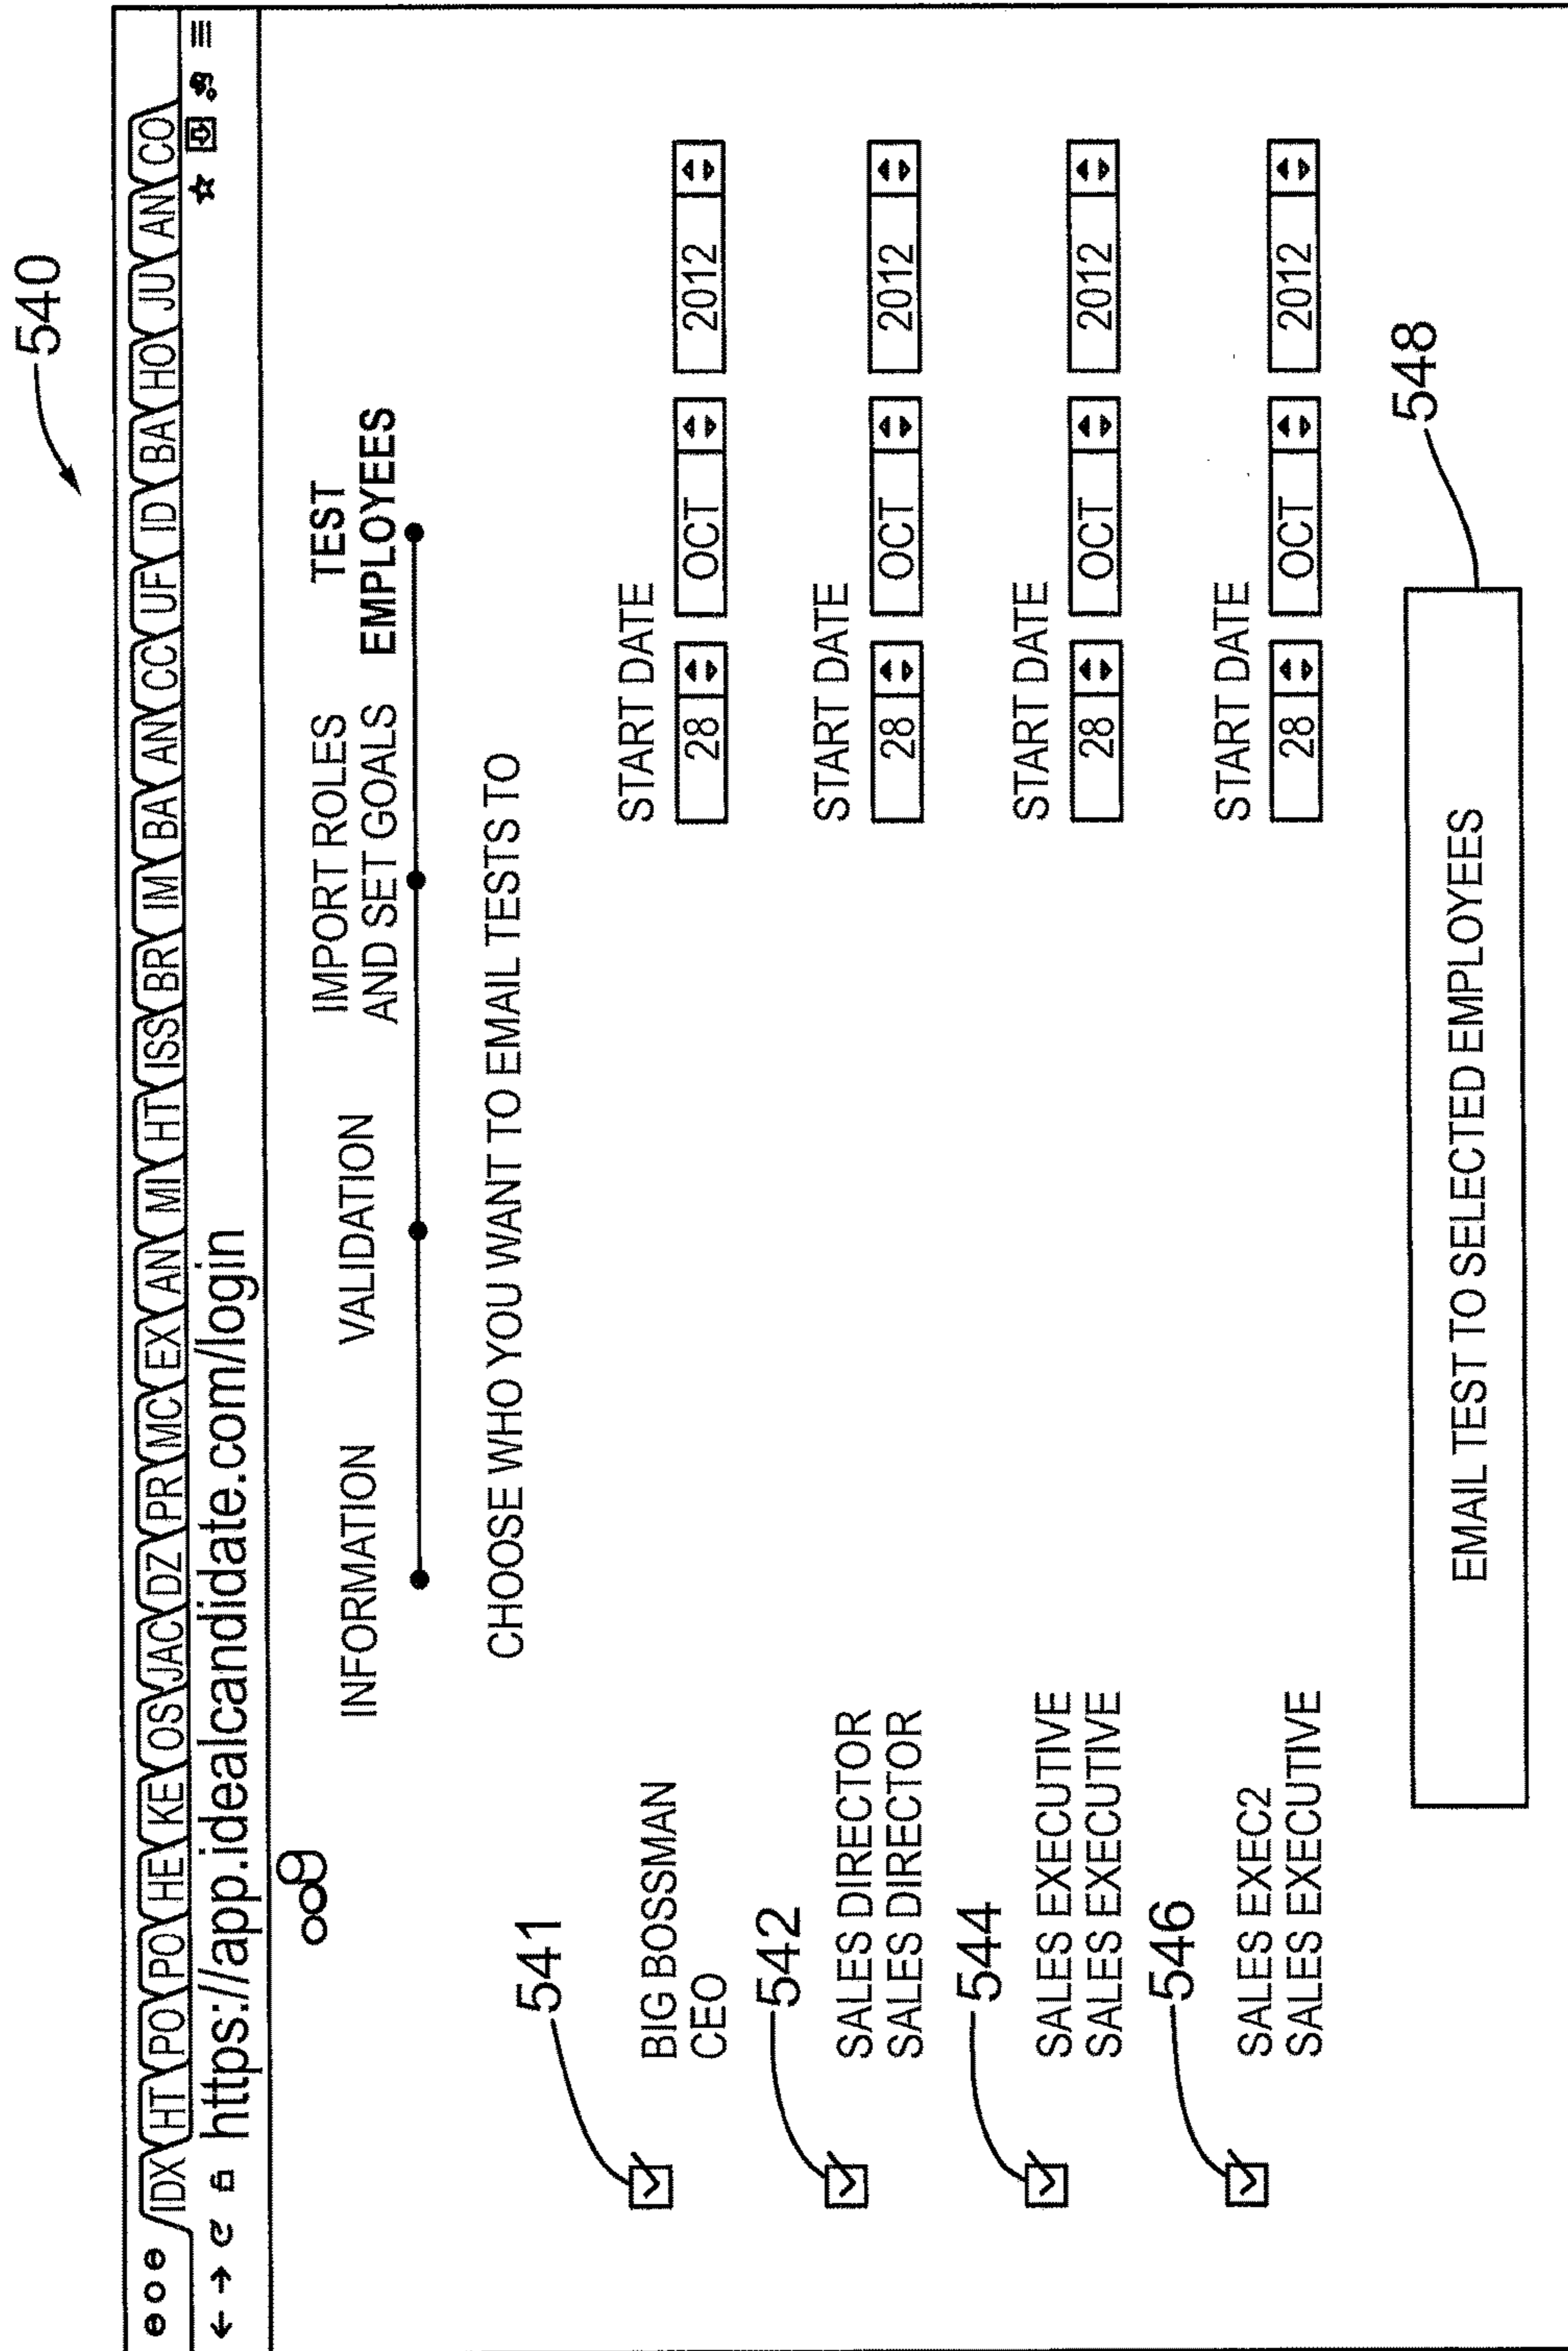 540
IDX HT PO PO HE KE OS JAC DZ PR MC EX AN MI HT ISS BR IM BA AN CC UF ID BA HO JU AN CO
https://app.idealcandidate.com/login
INFORMATION
VALIDATION
IMPORT ROLES
AND SET GOALS
TEST
EMPLOYEES
CHOOSE WHO YOU WANT TO EMAIL TESTS TO
541
BIG BOSSMAN
CEO
START DATE
28 OCT 2012
542
SALES DIRECTOR
SALES DIRECTOR
START DATE
28 OCT 2012
544
SALES EXECUTIVE
SALES EXECUTIVE
START DATE
28 OCT 2012
546
SALES EXEC2
SALES EXECUTIVE
START DATE
28 OCT 2012
548
EMAIL TEST TO SELECTED EMPLOYEES